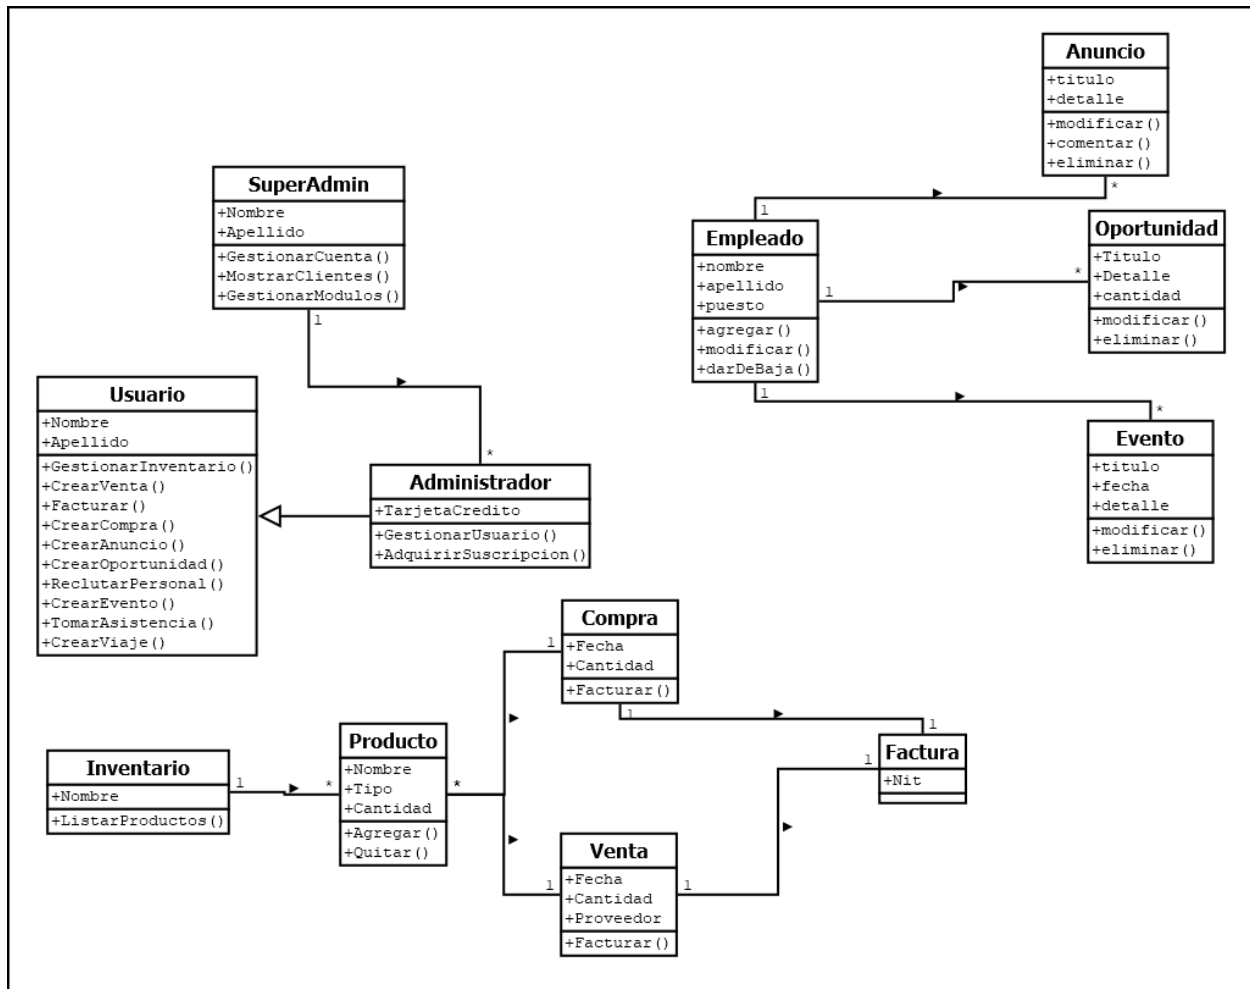 Anuncio
+titulo
+detalle
+modificar()
+comentar()
+eliminar()
*
1
SuperAdmin
+Nombre
+Apellido
+GestionarCuenta()
+MostrarClientes()
+GestionarModulos()
1
*
Empleado
+nombre
+apellido
+puesto
+agregar()
+modificar()
+darDeBaja()
1
*
Oportunidad
+Titulo
+Detalle
+cantidad
+modificar()
+eliminar()
1
*
Evento
+titulo
+fecha
+detalle
+modificar()
+eliminar()
Usuario
+Nombre
+Apellido
+GestionarInventario()
+CrearVenta()
+Facturar()
+CrearCompra()
+CrearAnuncio()
+CrearOportunidad()
+ReclutarPersonal()
+CrearEvento()
+TomarAsistencia()
+CrearViaje()
Administrador
+TarjetaCredito
+GestionarUsuario()
+AdquirirSuscripcion()
Inventario
+Nombre
+ListarProductos()
1
*
Producto
+Nombre
+Tipo
+Cantidad
+Agregar()
+Quitar()
*
1
Compra
+Fecha
+Cantidad
+Facturar()
1
1
1
Venta
+Fecha
+Cantidad
+Proveedor
+Facturar()
1
1
Factura
+Nit